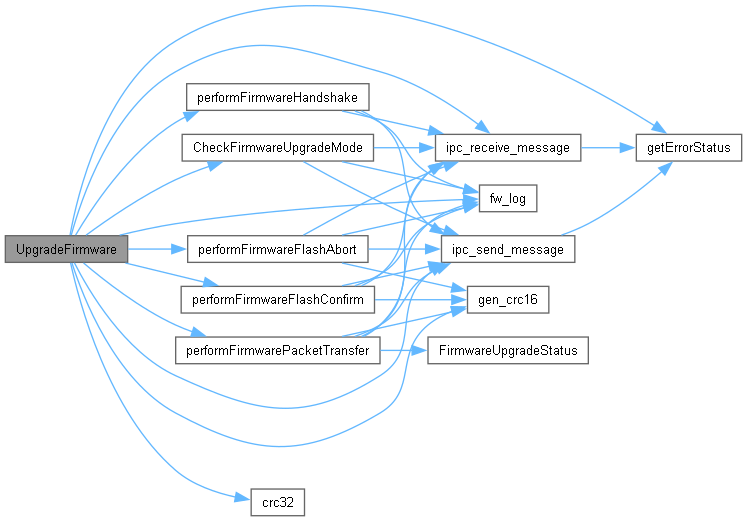 UpgradeFirmware
performFirmwareHandshake
CheckFirmwareUpgradeMode
performFirmwareFlashAbort
performFirmwareFlashConfirm
performFirmwarePacketTransfer
crc32
ipc_receive_message
fw_log
ipc_send_message
gen_crc16
FirmwareUpgradeStatus
getErrorStatus